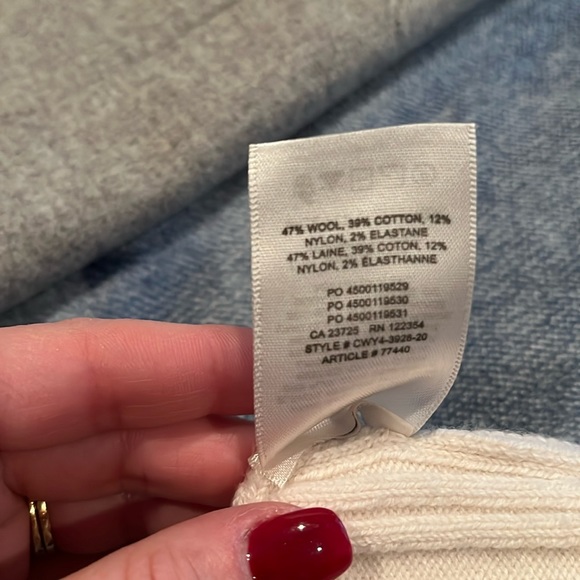 47% WOOL, 39% COTTON, 12%
NYLON, 2% ELASTANE
47% LAINE, 39% COTON, 12%
NYLON, 2% ÉLASTHANNE
PO 4500119529
PO 4500119530
PO 4500119531
CA 23725 RN 122354
STYLE # CWY4-3928-20
ARTICLE # 77440